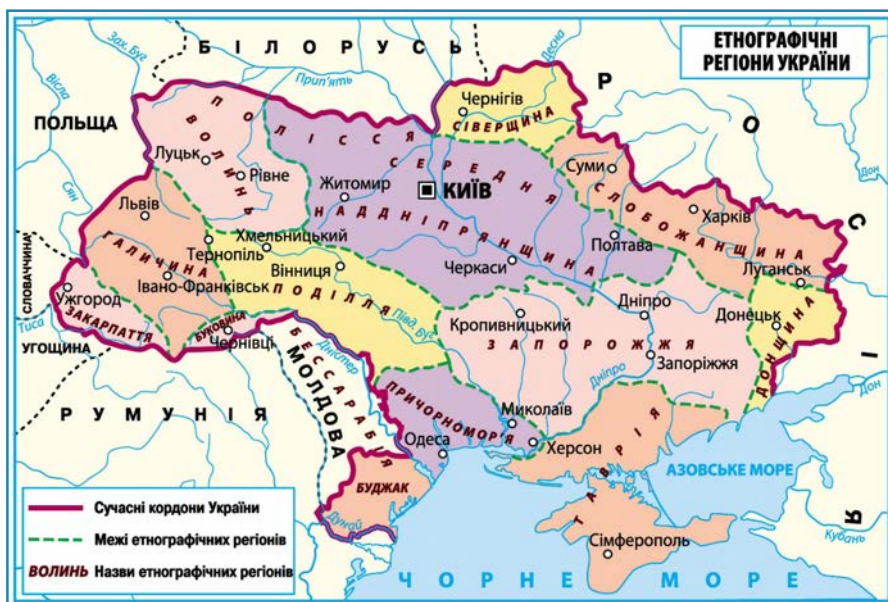 ЕТНОГРАФІЧНІ
РЕГІОНИ УКРАЇНИ
БІЛОРУСЬ
РОСІЯ
ПОЛЬЩА
СЛОВАЧЧИНА
УГОЩИНА
РУМУНІЯ
МОЛДОВА
БЕССАРАБІЯ
Зах. Буг
Прип'ять
Десна
Вісла
Сян
Тиса
Дністер
Півд. Буг
Дніпро
Дунай
Дон
Дон
Кубань
ПОЛІССЯ
ВОЛИНЬ
СІВЕРЩИНА
СЕРЕДНЯ
НАДДНІПРЯНЩИНА
СЛОБОЖАНЩИНА
ГАЛИЧИНА
ПОДІЛЛЯ
ЗАКАРПАТТЯ
БУКОВИНА
ЗАПОРОЖЖЯ
ДОНЩИНА
ПРИЧОРНОМОР'Я
ТАВРІЯ
БУДЖАК
Чернігів
Луцьк
Рівне
Житомир
КИЇВ
Суми
Харків
Львів
Тернопіль
Хмельницький
Вінниця
Черкаси
Полтава
Луганськ
Ужгород
Івано-Франківськ
Чернівці
Кропивницький
Дніпро
Донецьк
Запоріжжя
Миколаїв
Одеса
Херсон
Сімферополь
АЗОВСЬКЕ МОРЕ
ЧОРНЕ МОРЕ
Сучасні кордони України
Межі етнографічних регіонів
ВОЛИНЬ Назви етнографічних регіонів